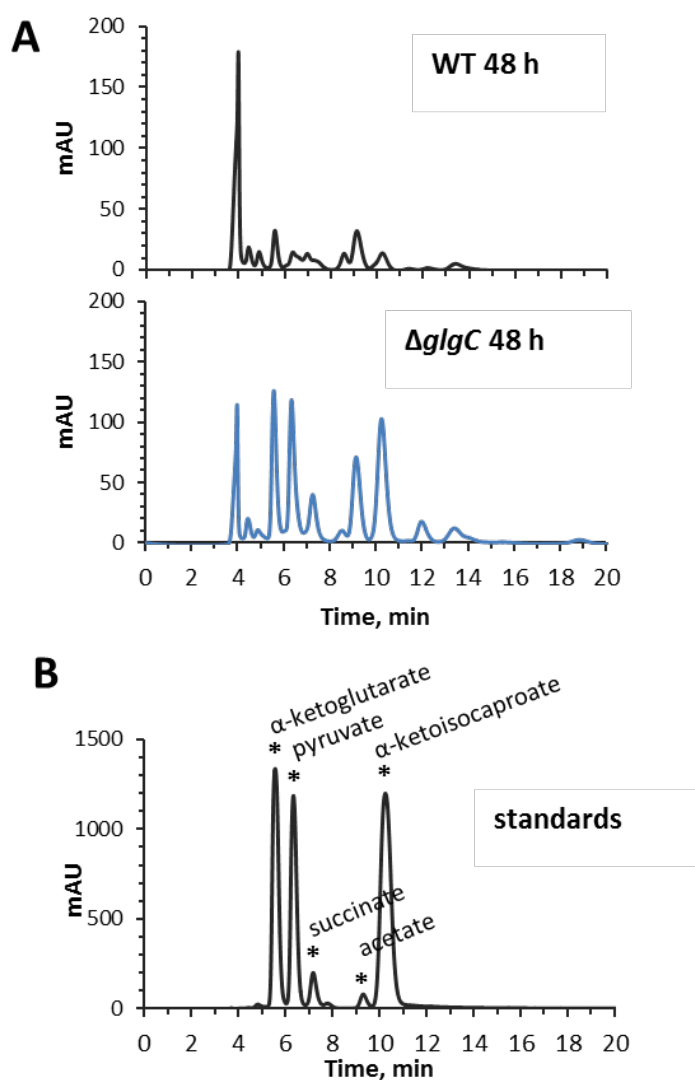 A
200
150
100
50
0
mAU
WT 48 h
200
150
100
50
0
mAU
ΔglgC 48 h
0 2 4 6 8 10 12 14 16 18 20
Time, min
B
1500
1000
500
0
mAU
α-ketoglutarate
* pyruvate
* α-ketoisocaproate
*
succinate
* acetate
*
standards
0 2 4 6 8 10 12 14 16 18 20
Time, min